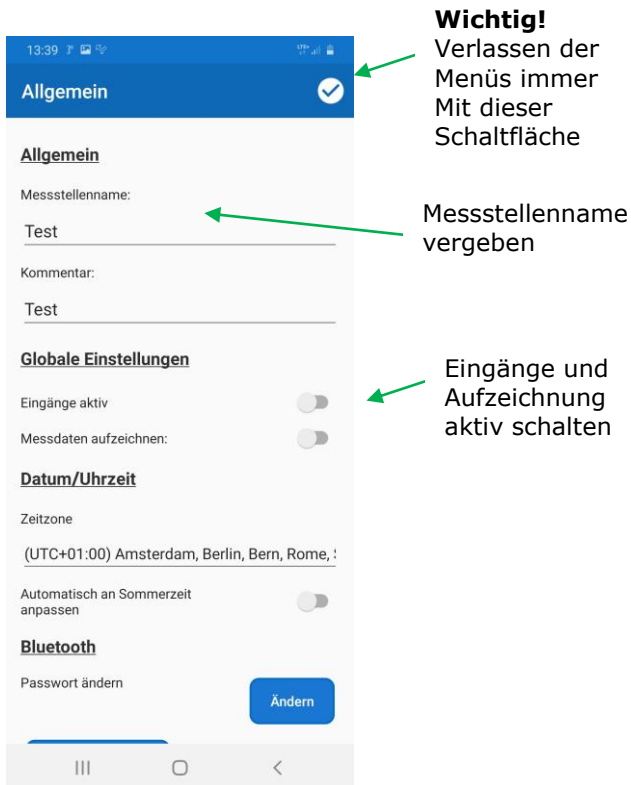 Wichtig!
Verlassen der
Menüs immer
Mit dieser
Schaltfläche
13:39
Allgemein
Allgemein
Messstellenname:
Test
Messstellenname
vergeben
Kommentar:
Test
Globale Einstellungen
Eingänge aktiv
Messdaten aufzeichnen:
Eingänge und
Aufzeichnung
aktiv schalten
Datum/Uhrzeit
Zeitzone
(UTC+01:00) Amsterdam, Berlin, Bern, Rome,
Automatisch an Sommerzeit
anpassen
Bluetooth
Passwort ändern
Ändern